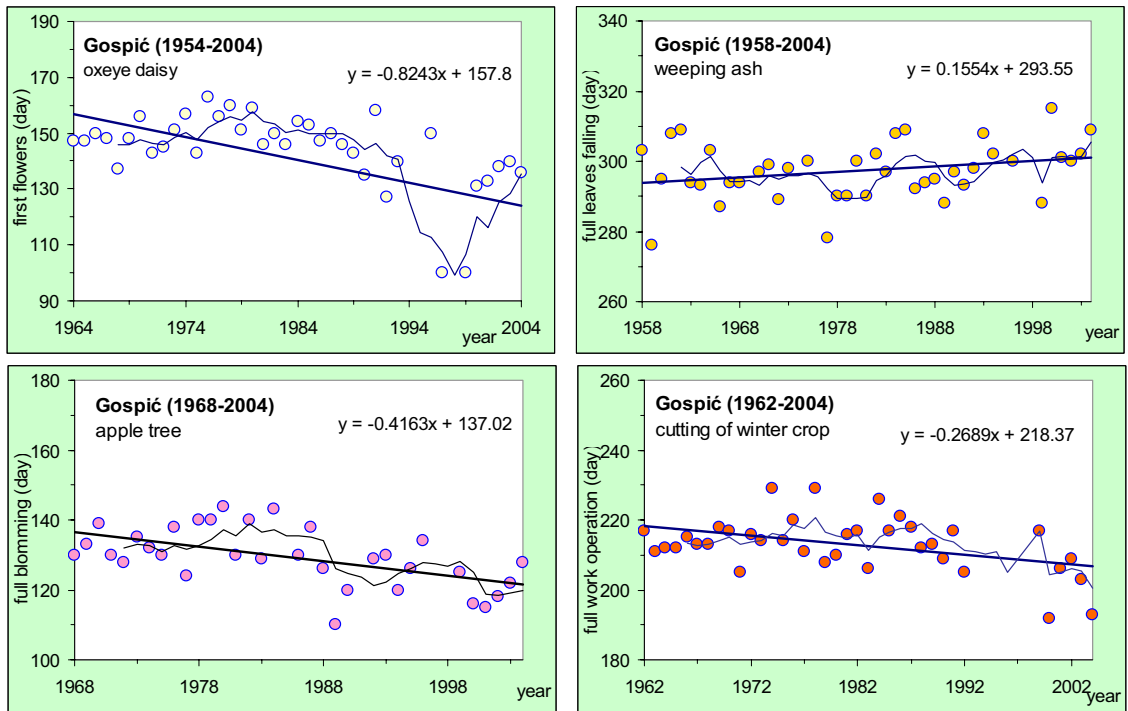 190
170
150
130
110
90
first flowers (day)
Gospić (1954-2004)
oxeye daisy
y = -0.8243x + 157.8
1964
1974
1984
1994
2004
year
340
320
300
280
260
full leaves falling (day)
Gospić (1958-2004)
weeping ash
y = 0.1554x + 293.55
1958
1968
1978
1988
1998
year
180
160
140
120
100
full blomming (day)
Gospić (1968-2004)
apple tree
y = -0.4163x + 137.02
1968
1978
1988
1998
year
260
240
220
200
180
full work operation (day)
Gospić (1962-2004)
cutting of winter crop
y = -0.2689x + 218.37
1962
1972
1982
1992
2002
year